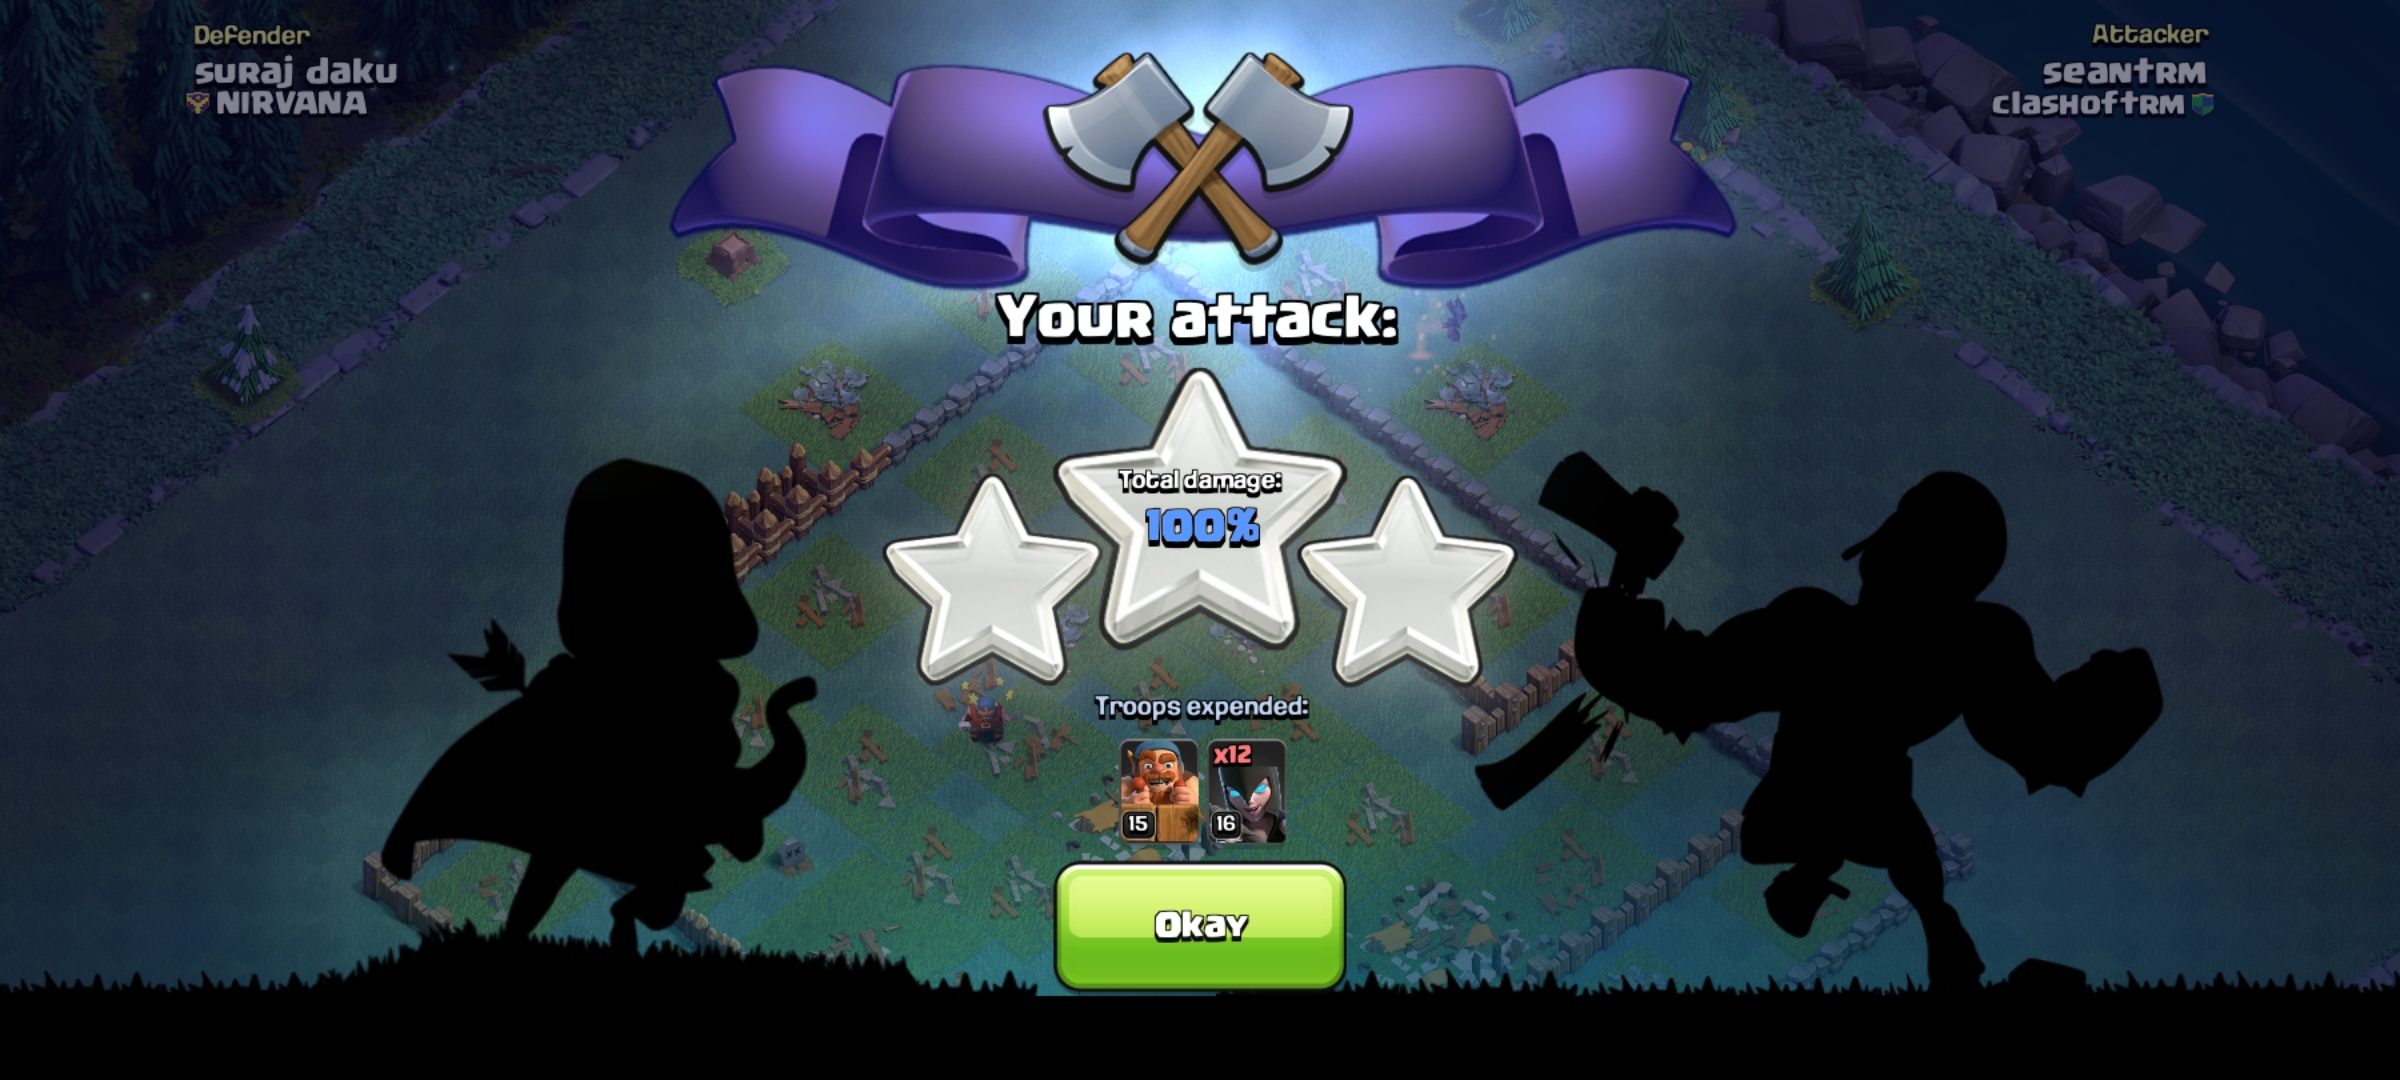 Defender
suraj daku
NIRVANA
Attacker
seantRM
clashoftRM
Your attack:
Total damage:
100%
Troops expended:
x12
15
16
Okay